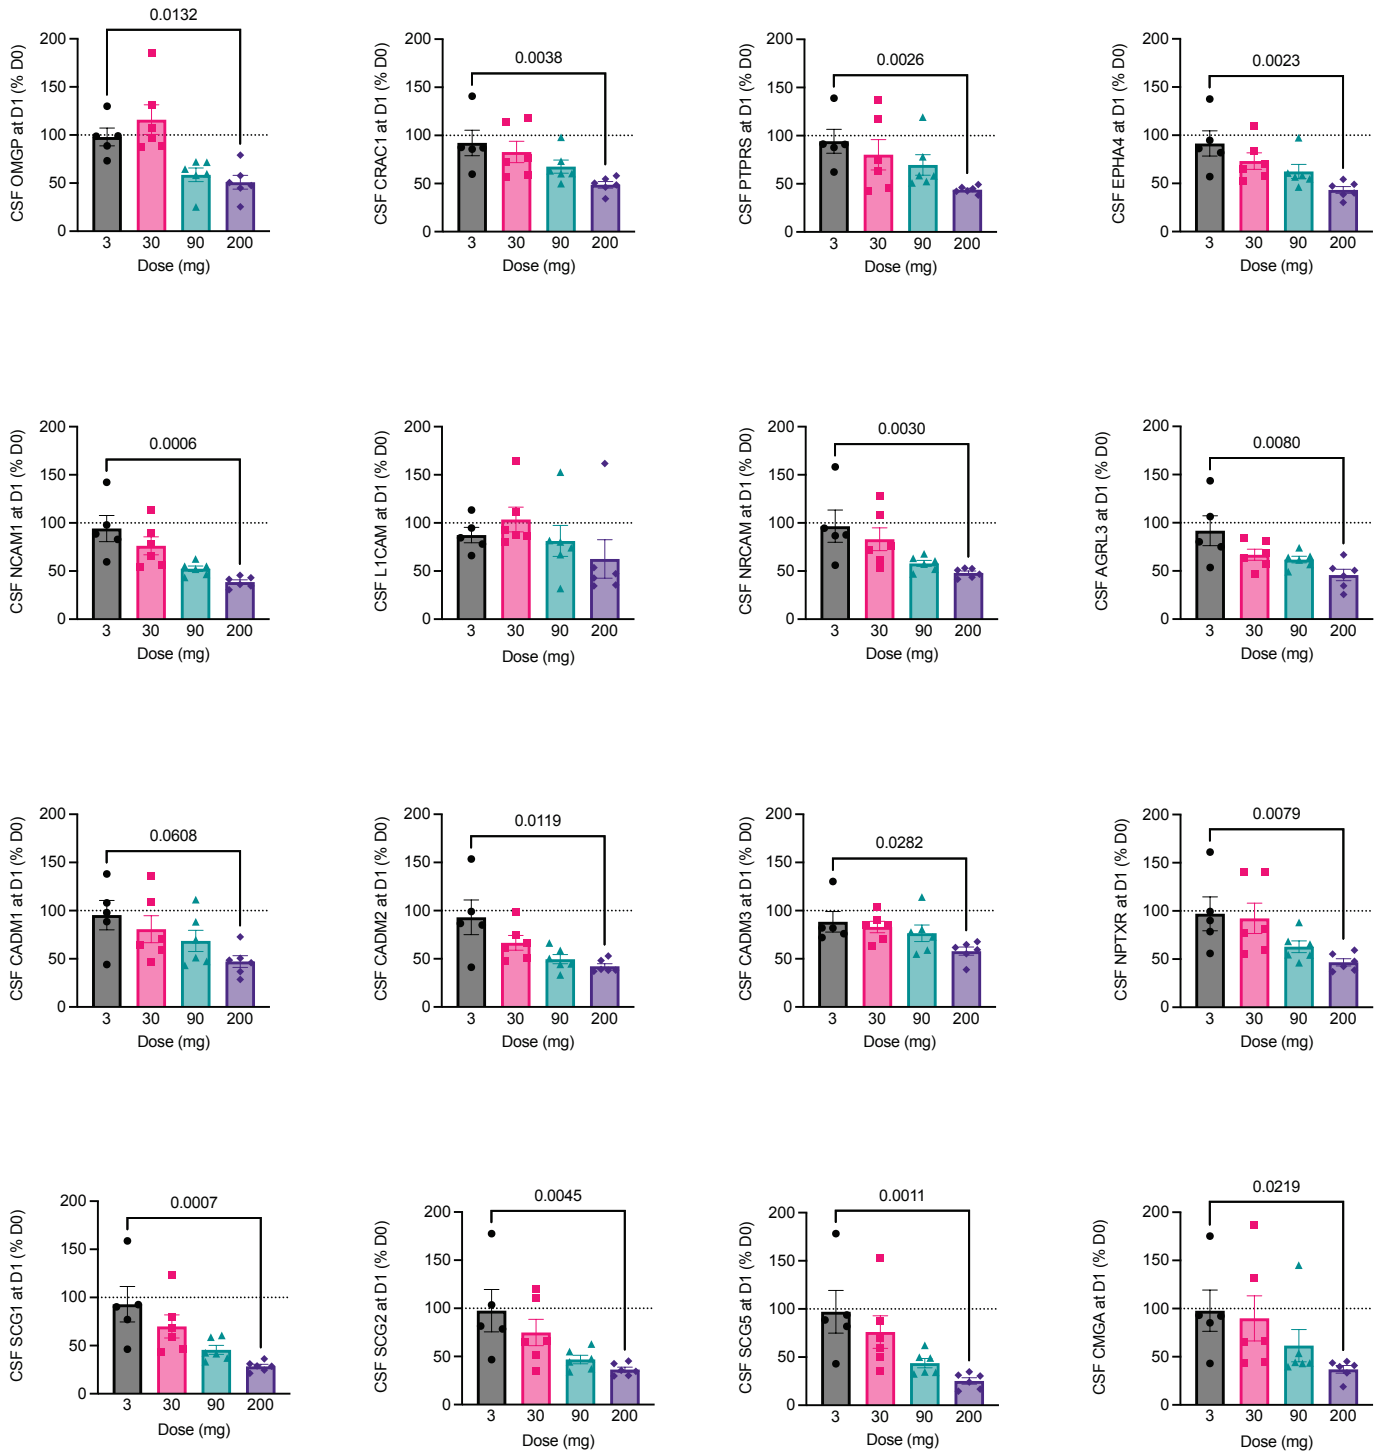 0.0132
CSF OMGP at D1 (% D0)
200
150
100
50
0
3 30 90 200
Dose (mg)
0.0038
CSF CRAC1 at D1 (% D0)
200
150
100
50
0
3 30 90 200
Dose (mg)
0.0026
CSF PTPRS at D1 (% D0)
200
150
100
50
0
3 30 90 200
Dose (mg)
0.0023
CSF EPHA4 at D1 (% D0)
200
150
100
50
0
3 30 90 200
Dose (mg)
0.0006
CSF NCAM1 at D1 (% D0)
200
150
100
50
0
3 30 90 200
Dose (mg)
CSF L1CAM at D1 (% D0)
200
150
100
50
0
3 30 90 200
Dose (mg)
0.0030
CSF NRCAM at D1 (% D0)
200
150
100
50
0
3 30 90 200
Dose (mg)
0.0080
CSF AGRL3 at D1 (% D0)
200
150
100
50
0
3 30 90 200
Dose (mg)
0.0608
CSF CADM1 at D1 (% D0)
200
150
100
50
0
3 30 90 200
Dose (mg)
0.0119
CSF CADM2 at D1 (% D0)
200
150
100
50
0
3 30 90 200
Dose (mg)
0.0282
CSF CADM3 at D1 (% D0)
200
150
100
50
0
3 30 90 200
Dose (mg)
0.0079
CSF NPTXR at D1 (% D0)
200
150
100
50
0
3 30 90 200
Dose (mg)
0.0007
CSF SCG1 at D1 (% D0)
200
150
100
50
0
3 30 90 200
Dose (mg)
0.0045
CSF SCG2 at D1 (% D0)
200
150
100
50
0
3 30 90 200
Dose (mg)
0.0011
CSF SCG5 at D1 (% D0)
200
150
100
50
0
3 30 90 200
Dose (mg)
0.0219
CSF CMGA at D1 (% D0)
200
150
100
50
0
3 30 90 200
Dose (mg)